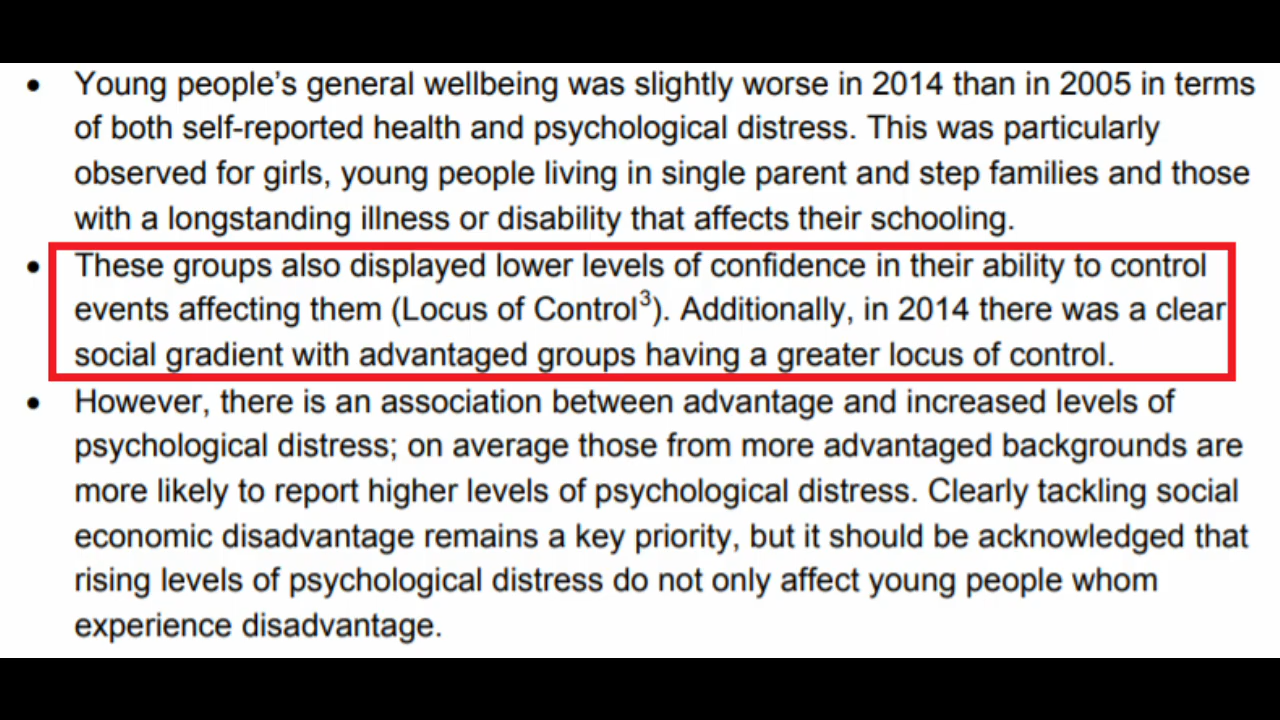 • Young people's general wellbeing was slightly worse in 2014 than in 2005 in terms
of both self-reported health and psychological distress. This was particularly
observed for girls, young people living in single parent and step families and those
with a longstanding illness or disability that affects their schooling.
• These groups also displayed lower levels of confidence in their ability to control
events affecting them (Locus of Control³). Additionally, in 2014 there was a clear
social gradient with advantaged groups having a greater locus of control.
• However, there is an association between advantage and increased levels of
psychological distress; on average those from more advantaged backgrounds are
more likely to report higher levels of psychological distress. Clearly tackling social
economic disadvantage remains a key priority, but it should be acknowledged that
rising levels of psychological distress do not only affect young people whom
experience disadvantage.